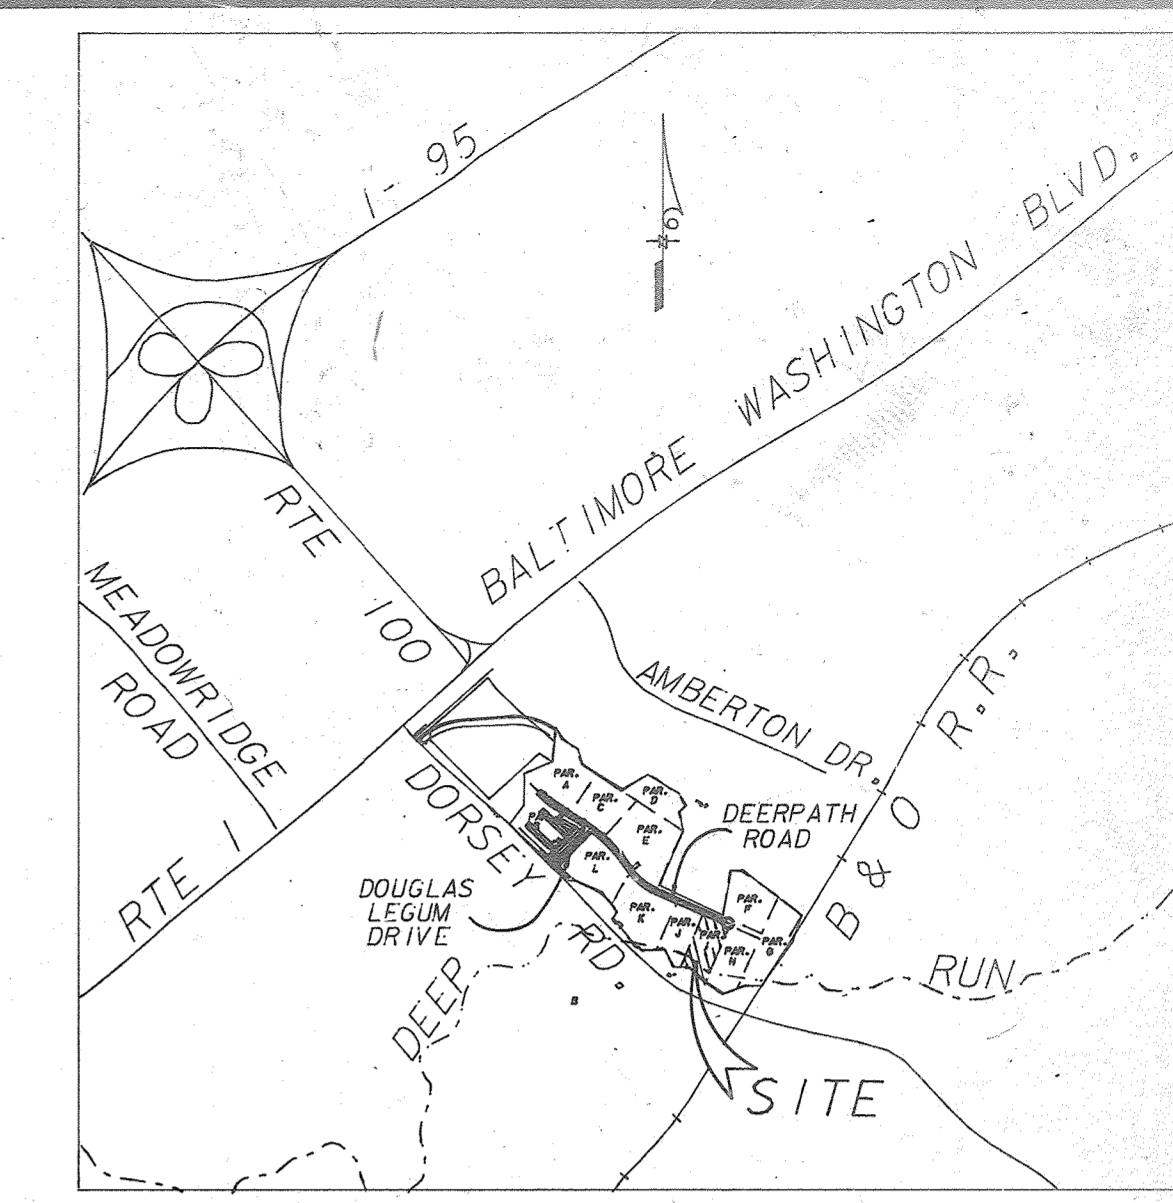 I-95
BALTIMORE WASHINGTON BLVD.
RTE 100
MEADOWRIDGE
ROAD
AMBERTON DR.
B & O R.R.
RTE 1
DORSEY RD.
DEERPATH
ROAD
DOUGLAS
LEGUM
DRIVE
PAR.
A
PAR.
C
PAR.
D
PAR.
E
PAR.
L
PAR.
K
PAR.
J
PAR.
F
PAR.
G
PAR.
H
DEEP RUN
SITE